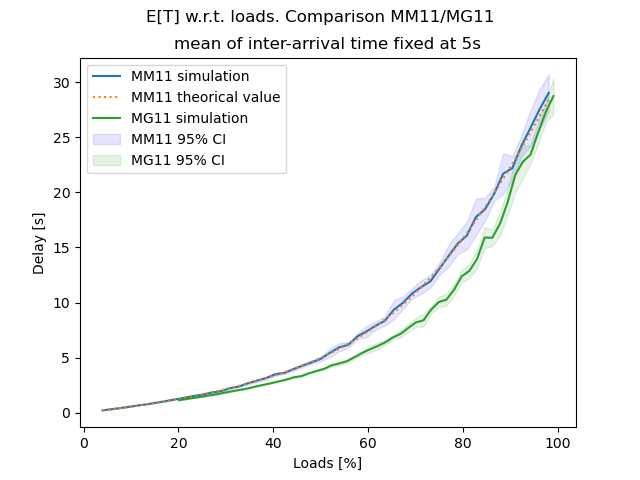 E[T] w.r.t. loads. Comparison MM11/MG11
mean of inter-arrival time fixed at 5s
MM11 simulation
MM11 theorical value
MG11 simulation
MM11 95% CI
MG11 95% CI
Delay [s]
30
25
20
15
10
5
0
0 20 40 60 80 100
Loads [%]